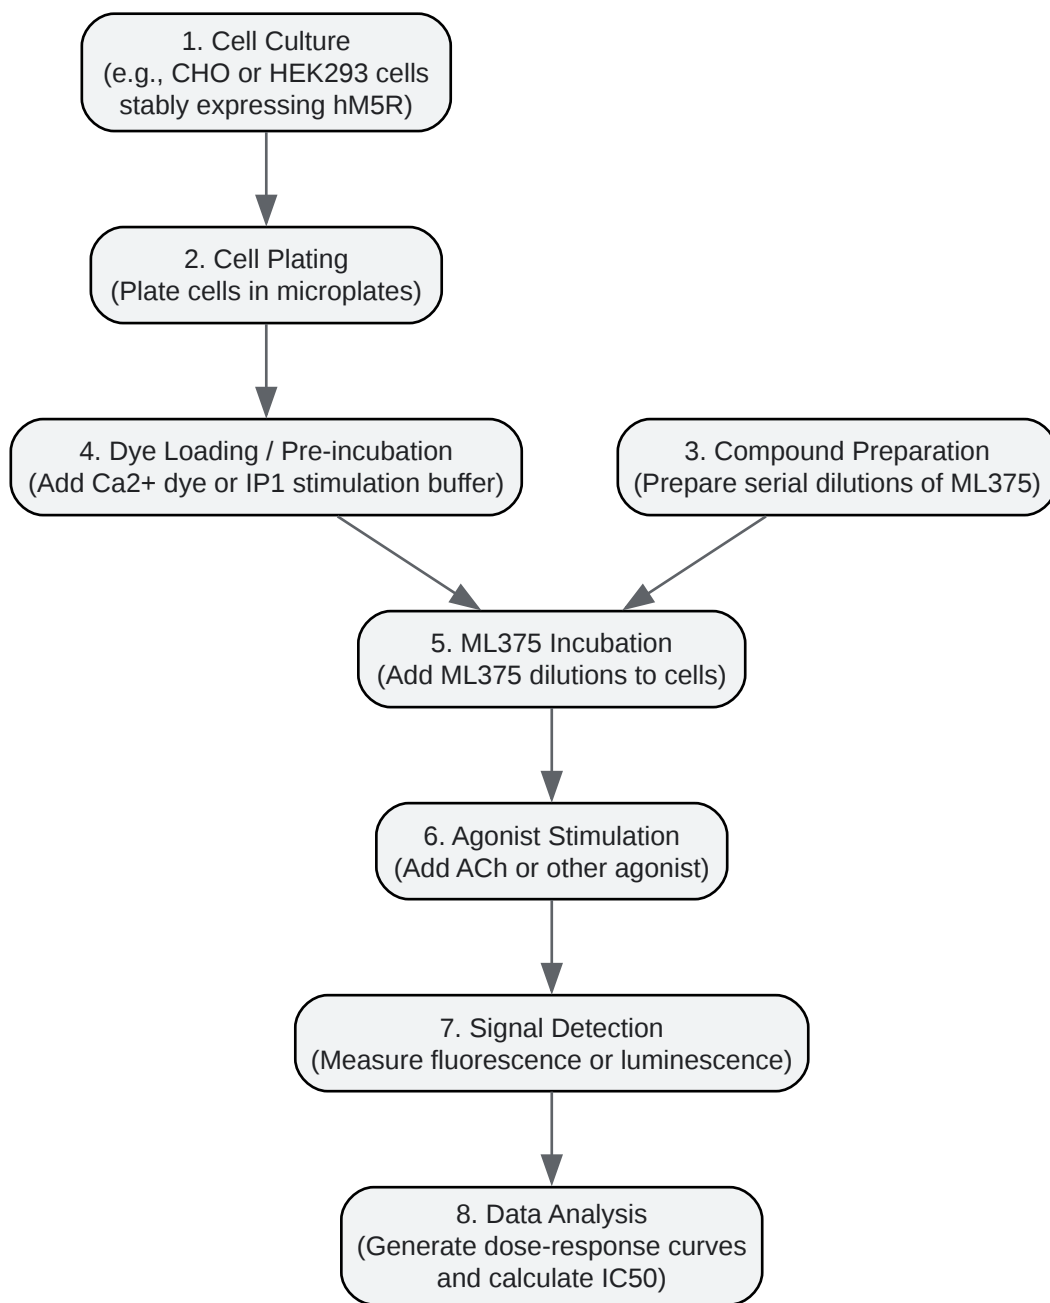 1. Cell Culture
(e.g., CHO or HEK293 cells
stably expressing hM5R)
2. Cell Plating
(Plate cells in microplates)
4. Dye Loading / Pre-incubation
(Add Ca2+ dye or IP1 stimulation buffer)
3. Compound Preparation
(Prepare serial dilutions of ML375)
5. ML375 Incubation
(Add ML375 dilutions to cells)
6. Agonist Stimulation
(Add ACh or other agonist)
7. Signal Detection
(Measure fluorescence or luminescence)
8. Data Analysis
(Generate dose-response curves
and calculate IC50)